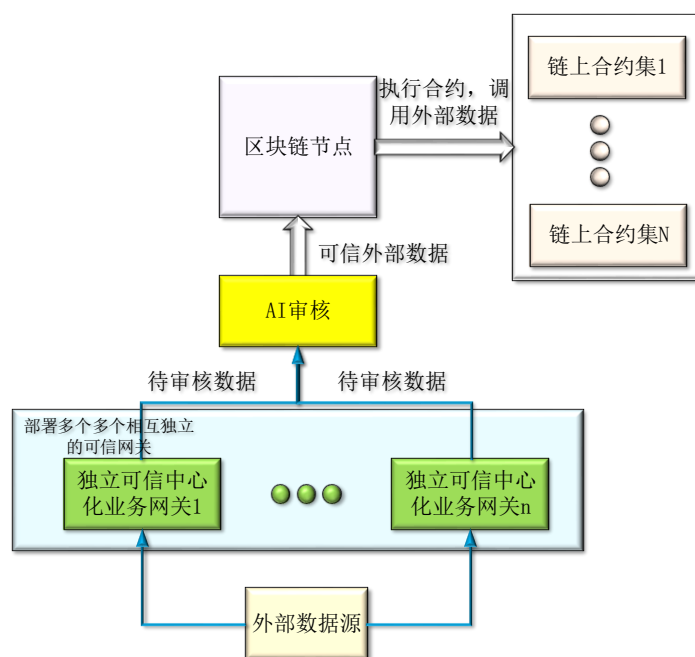 链上合约集1
执行合约，调
用外部数据
区块链节点
链上合约集N
可信外部数据
AI审核
待审核数据
待审核数据
部署多个多个相互独立
的可信网关
独立可信中心
化业务网关1
独立可信中心
化业务网关n
外部数据源